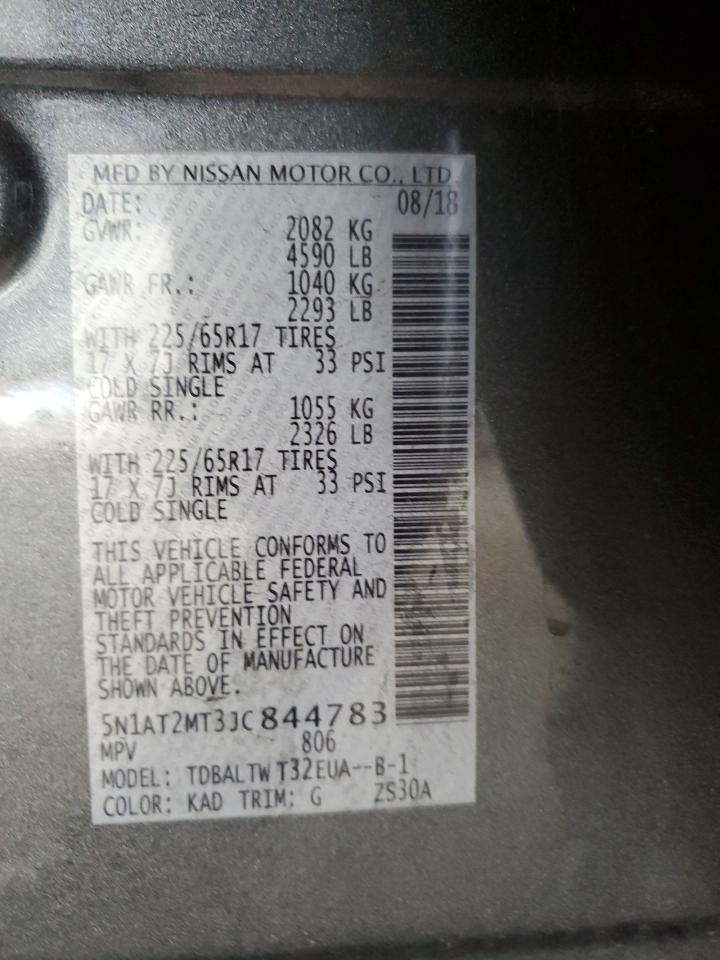 MFD BY NISSAN MOTOR CO., LTD
DATE: 08/18
GVWR: 2082 KG
4590 LB
GAWR FR.: 1040 KG
2293 LB
WITH 225/65R17 TIRES
17 X 7J RIMS AT 33 PSI
COLD SINGLE
GAWR RR.: 1055 KG
2326 LB
WITH 225/65R17 TIRES
17 X 7J RIMS AT 33 PSI
COLD SINGLE
THIS VEHICLE CONFORMS TO
ALL APPLICABLE FEDERAL
MOTOR VEHICLE SAFETY AND
THEFT PREVENTION
STANDARDS IN EFFECT ON
THE DATE OF MANUFACTURE
SHOWN ABOVE.
5N1AT2MT3JC844783
MPV 806
MODEL: TDBALTW T32EUA--B-1
COLOR: KAD TRIM: G ZS30A